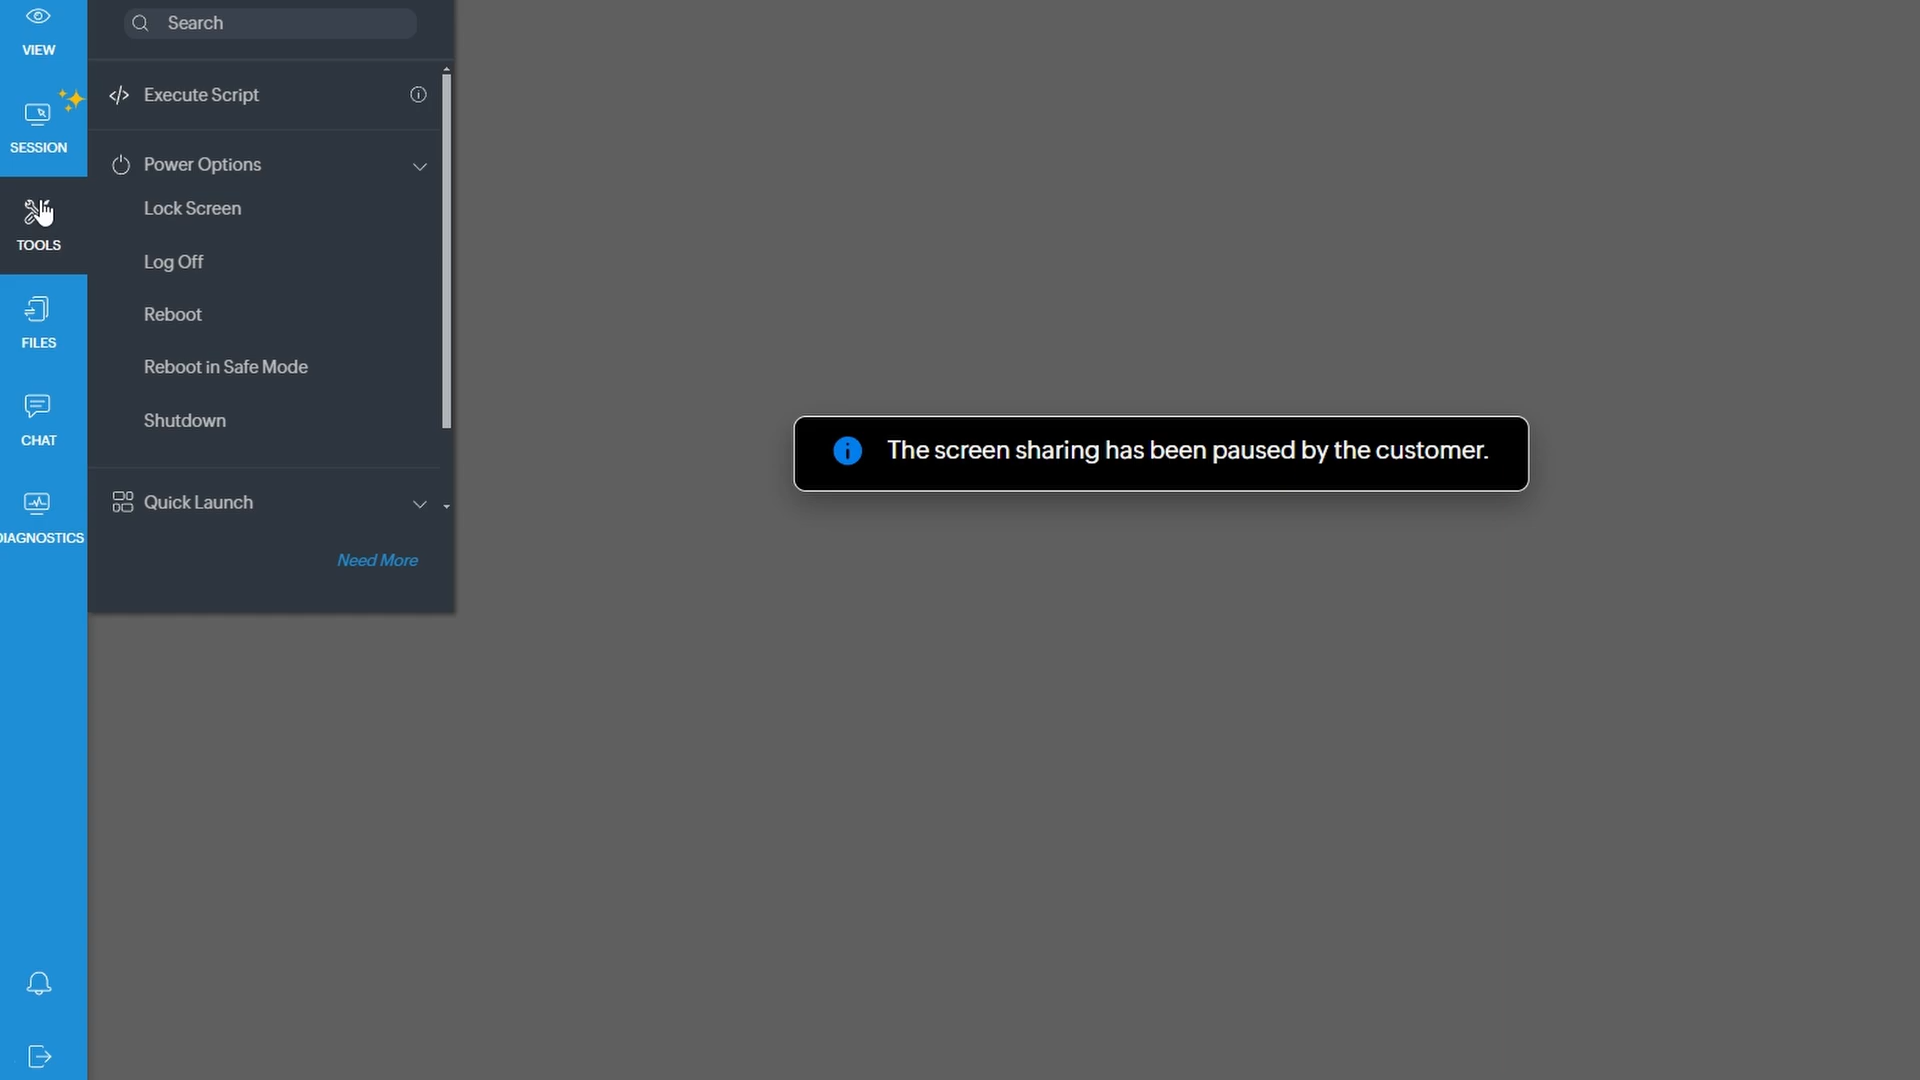 VIEW
SESSION
TOOLS
FILES
CHAT
IAGNOSTICS
Search
Execute Script
Power Options
Lock Screen
Log Off
Reboot
Reboot in Safe Mode
Shutdown
Quick Launch
Need More
The screen sharing has been paused by the customer.